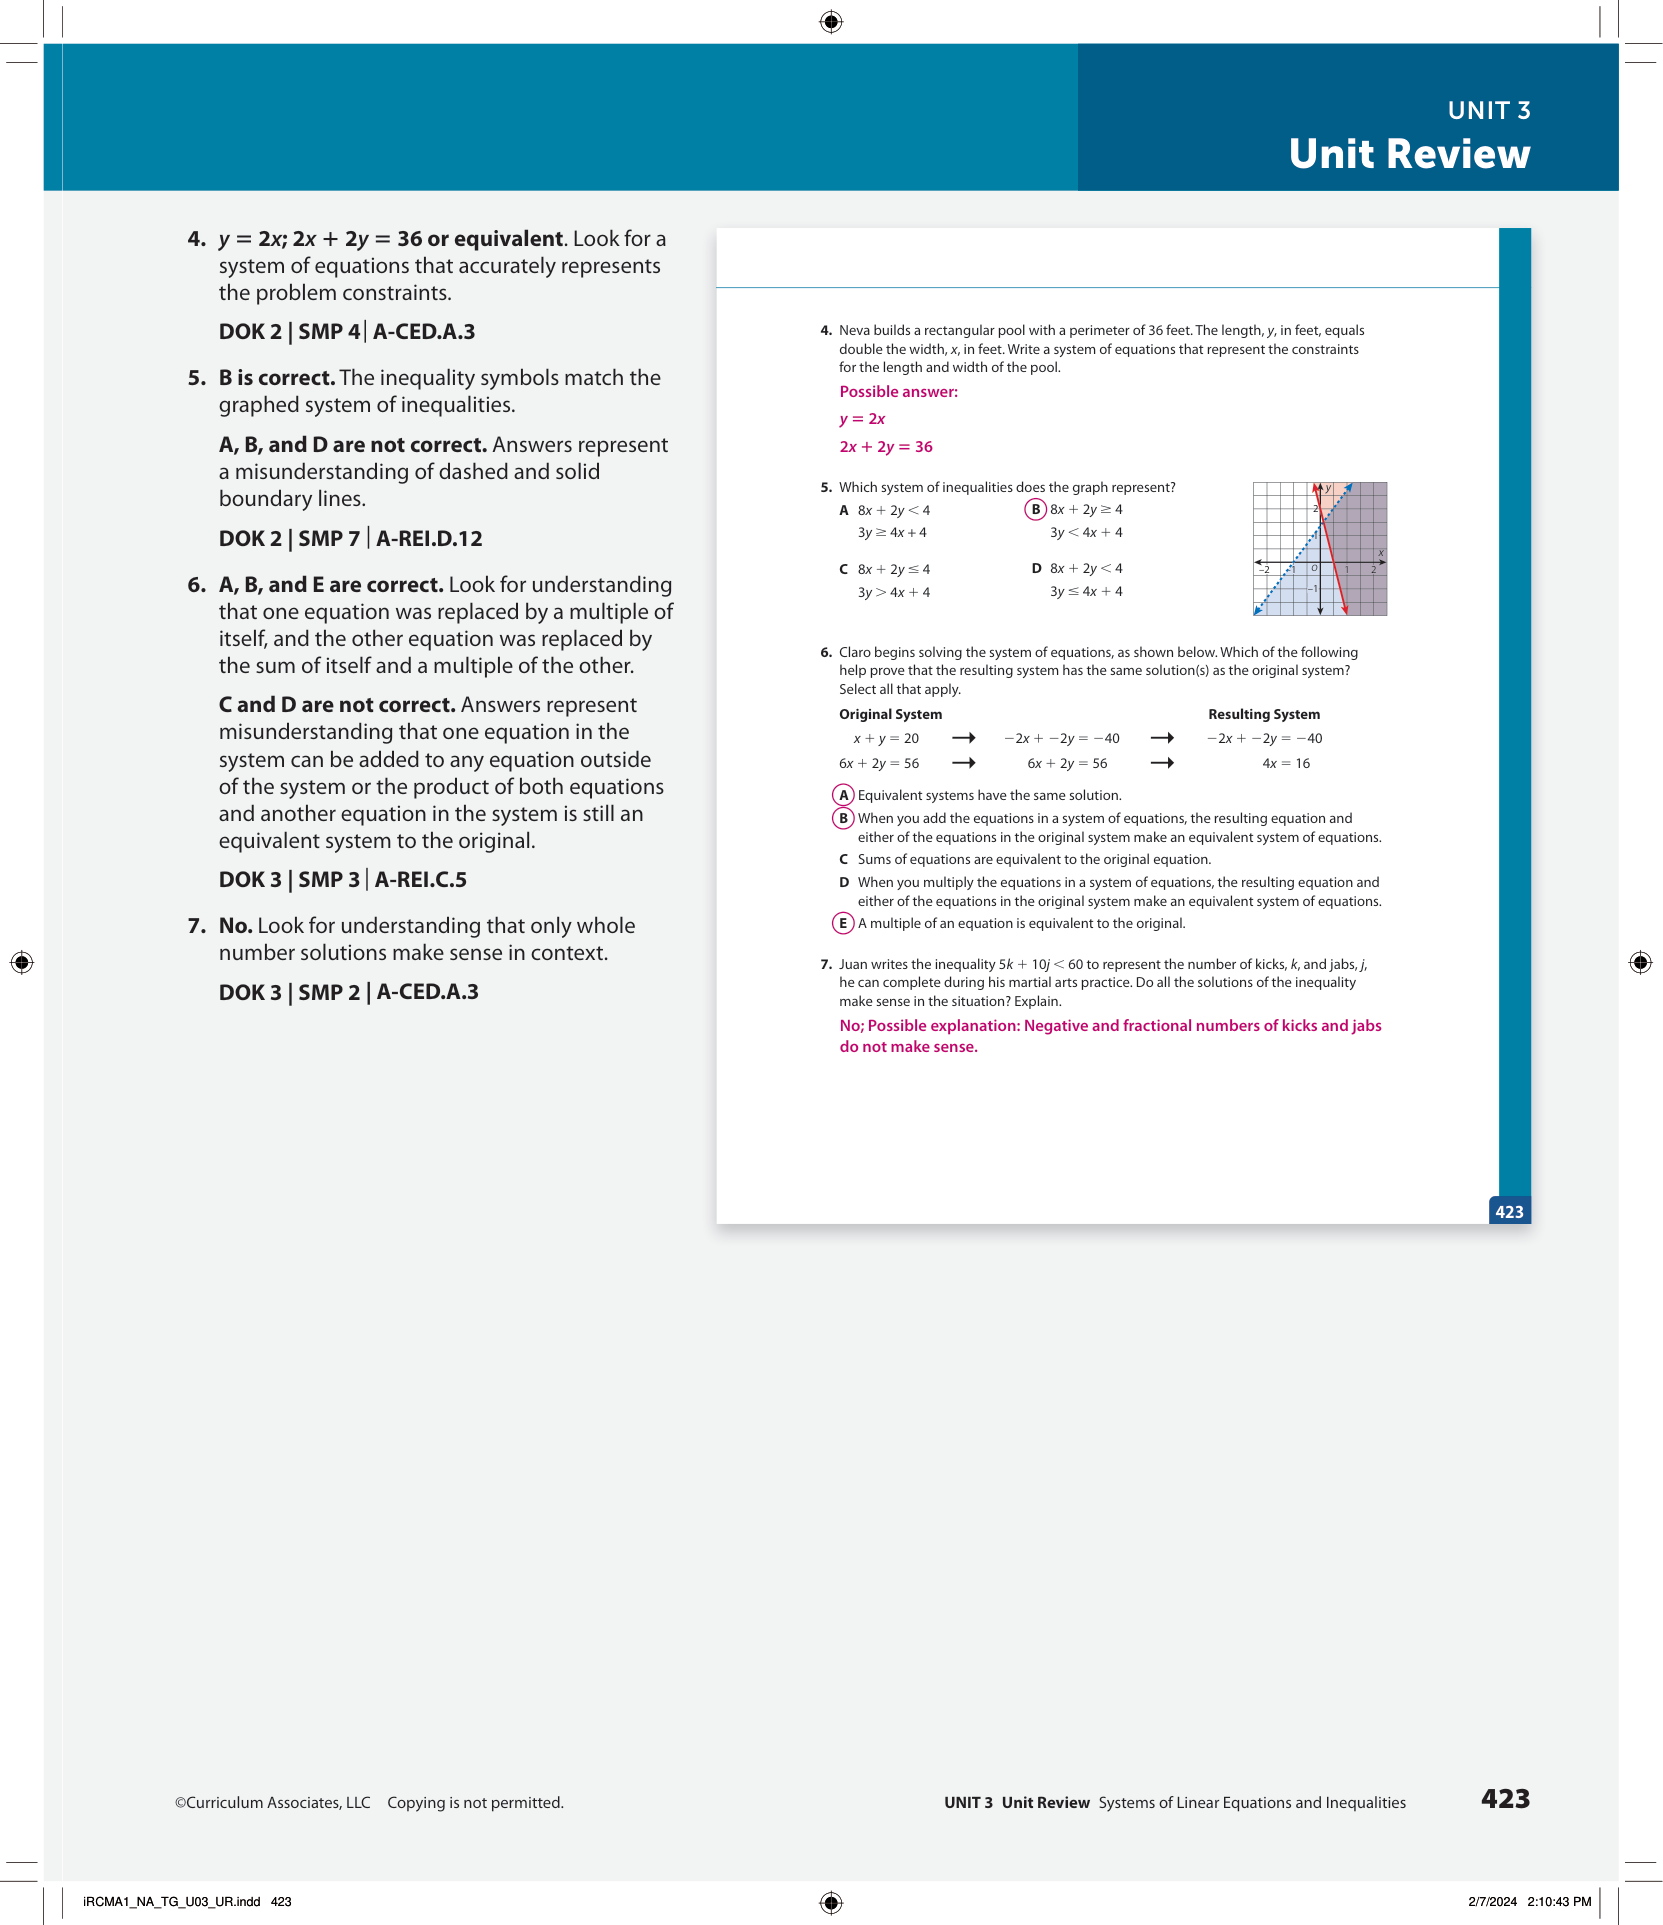 UNIT 3
Unit Review
4. y = 2x; 2x + 2y = 36 or equivalent. Look for a
system of equations that accurately represents
the problem constraints.
DOK 2 | SMP 4 | A-CED.A.3
5. B is correct. The inequality symbols match the
graphed system of inequalities.
A, B, and D are not correct. Answers represent
a misunderstanding of dashed and solid
boundary lines.
DOK 2 | SMP 7 | A-REI.D.12
6. A, B, and E are correct. Look for understanding
that one equation was replaced by a multiple of
itself, and the other equation was replaced by
the sum of itself and a multiple of the other.
C and D are not correct. Answers represent
misunderstanding that one equation in the
system can be added to any equation outside
of the system or the product of both equations
and another equation in the system is still an
equivalent system to the original.
DOK 3 | SMP 3 | A-REI.C.5
7. No. Look for understanding that only whole
number solutions make sense in context.
DOK 3 | SMP 2 | A-CED.A.3
4. Neva builds a rectangular pool with a perimeter of 36 feet. The length, y, in feet, equals
double the width, x, in feet. Write a system of equations that represent the constraints
for the length and width of the pool.
Possible answer:
y = 2x
2x + 2y = 36
5. Which system of inequalities does the graph represent?
A 8x + 2y < 4
3y ≥ 4x + 4
B 8x + 2y ≥ 4
3y < 4x + 4
C 8x + 2y ≤ 4
3y > 4x + 4
D 8x + 2y < 4
3y ≤ 4x + 4
y
2
1
x
−2 −1 O 1 2
−1
6. Claro begins solving the system of equations, as shown below. Which of the following
help prove that the resulting system has the same solution(s) as the original system?
Select all that apply.
Original System Resulting System
x + y = 20 → −2x + −2y = −40 → −2x + −2y = −40
6x + 2y = 56 → 6x + 2y = 56 → 4x = 16
A Equivalent systems have the same solution.
B When you add the equations in a system of equations, the resulting equation and
either of the equations in the original system make an equivalent system of equations.
C Sums of equations are equivalent to the original equation.
D When you multiply the equations in a system of equations, the resulting equation and
either of the equations in the original system make an equivalent system of equations.
E A multiple of an equation is equivalent to the original.
7. Juan writes the inequality 5k + 10j < 60 to represent the number of kicks, k, and jabs, j,
he can complete during his martial arts practice. Do all the solutions of the inequality
make sense in the situation? Explain.
No; Possible explanation: Negative and fractional numbers of kicks and jabs
do not make sense.
423
©Curriculum Associates, LLC Copying is not permitted.
UNIT 3 Unit Review Systems of Linear Equations and Inequalities 423
iRCMA1_NA_TG_U03_UR.indd 423
2/7/2024 2:10:43 PM